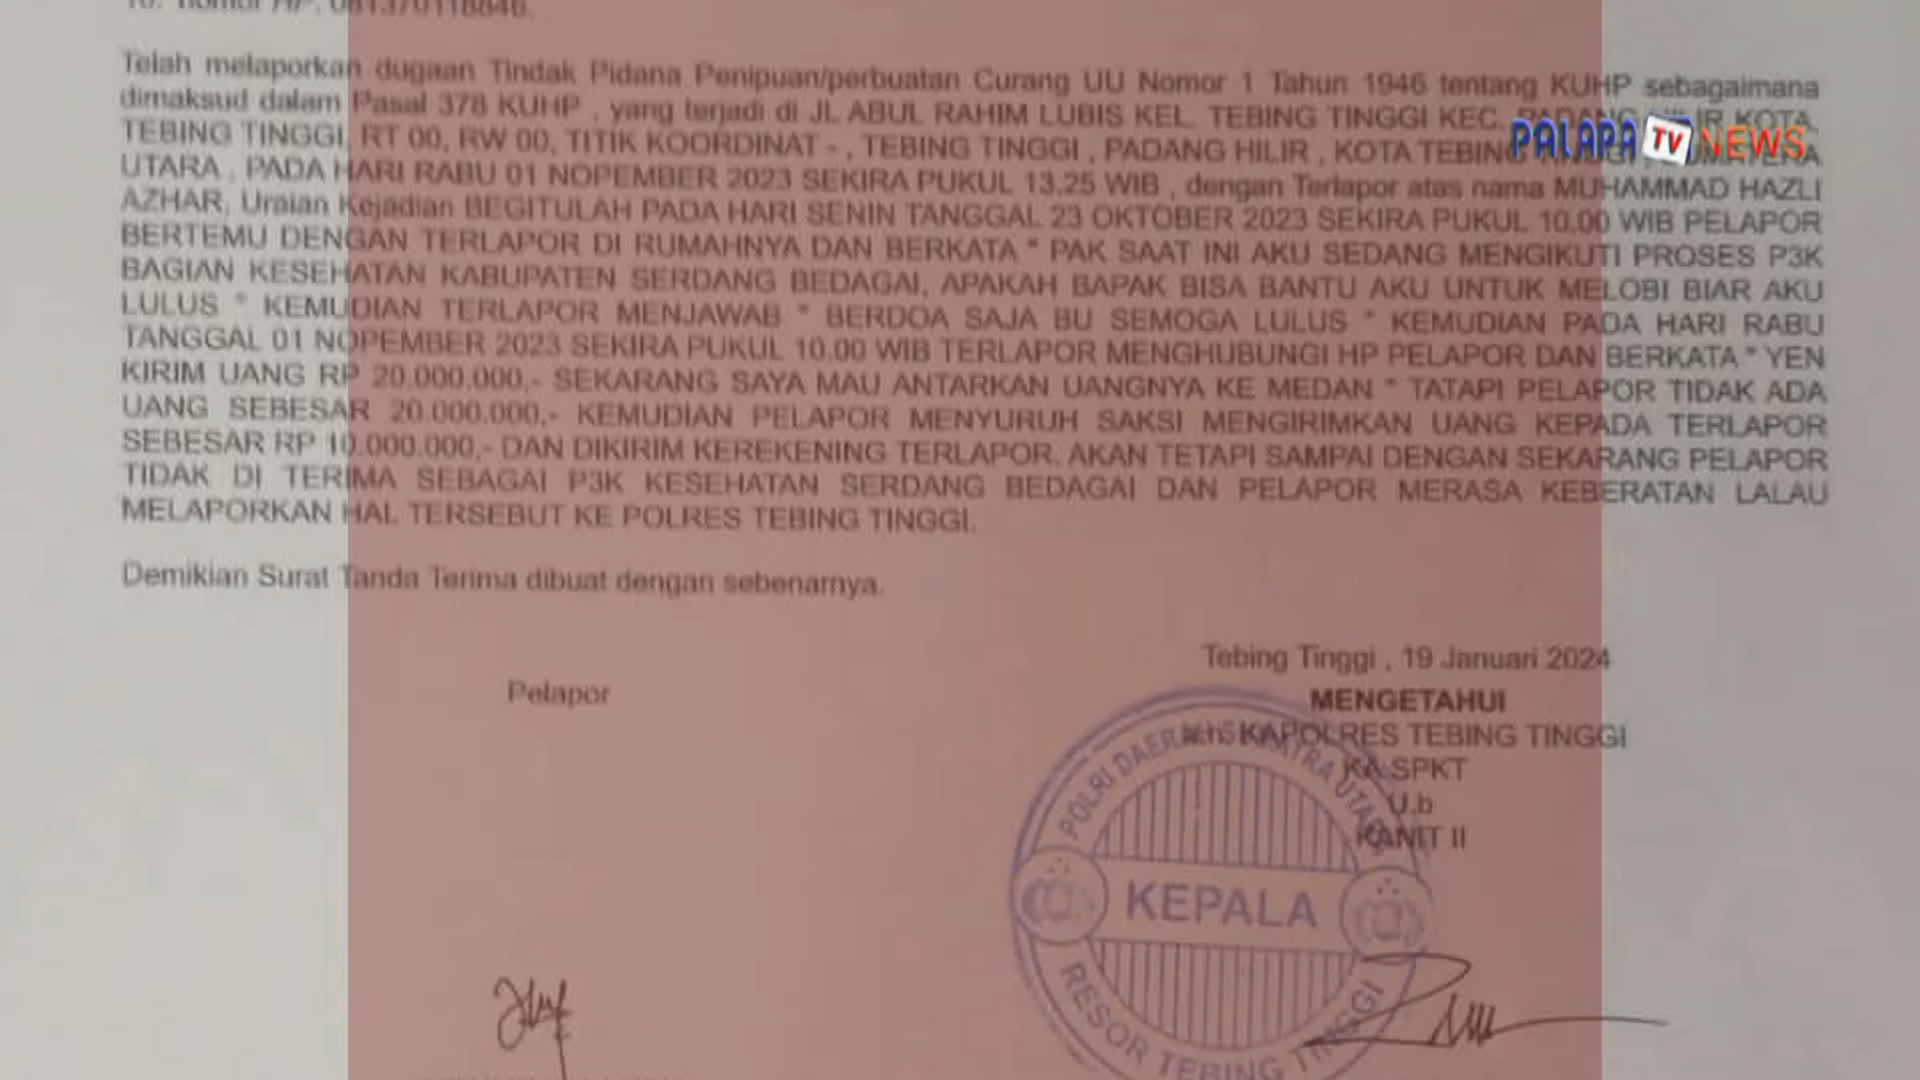 10. Nomor HP. 081370118846.
Telah melaporkan dugaan Tindak Pidana Penipuan/perbuatan Curang UU Nomor 1 Tahun 1946 tentang KUHP sebagaimana
dimaksud dalam Pasal 378 KUHP , yang terjadi di JL ABUL RAHIM LUBIS KEL. TEBING TINGGI KEC. PADANG HILIR KOTA
PALAPA TV NEWS
TEBING TINGGI, RT 00, RW 00, TITIK KOORDINAT - , TEBING TINGGI , PADANG HILIR , KOTA TEBING
UTARA , PADA HARI RABU 01 NOPEMBER 2023 SEKIRA PUKUL 13.25 WIB , dengan Terlapor atas nama MUHAMMAD HAZLI
AZHAR, Uraian Kejadian BEGITULAH PADA HARI SENIN TANGGAL 23 OKTOBER 2023 SEKIRA PUKUL 10.00 WIB PELAPOR
BERTEMU DENGAN TERLAPOR DI RUMAHNYA DAN BERKATA " PAK SAAT INI AKU SEDANG MENGIKUTI PROSES P3K
BAGIAN KESEHATAN KABUPATEN SERDANG BEDAGAI, APAKAH BAPAK BISA BANTU AKU UNTUK MELOBI BIAR AKU
LULUS " KEMUDIAN TERLAPOR MENJAWAB " BERDOA SAJA BU SEMOGA LULUS " KEMUDIAN PADA HARI RABU
TANGGAL 01 NOPEMBER 2023 SEKIRA PUKUL 10.00 WIB TERLAPOR MENGHUBUNGI HP PELAPOR DAN BERKATA " YEN
KIRIM UANG RP 20.000.000,- SEKARANG SAYA MAU ANTARKAN UANGNYA KE MEDAN " TATAPI PELAPOR TIDAK ADA
UANG SEBESAR 20.000.000,- KEMUDIAN PELAPOR MENYURUH SAKSI MENGIRIMKAN UANG KEPADA TERLAPOR
SEBESAR RP 10.000.000,- DAN DIKIRIM KEREKENING TERLAPOR. AKAN TETAPI SAMPAI DENGAN SEKARANG PELAPOR
TIDAK DI TERIMA SEBAGAI P3K KESEHATAN SERDANG BEDAGAI DAN PELAPOR MERASA KEBERATAN LALAU
MELAPORKAN HAL TERSEBUT KE POLRES TEBING TINGGI.
Demikian Surat Tanda Terima dibuat dengan sebenarnya.
Tebing Tinggi , 19 Januari 2024
Pelapor
MENGETAHUI
KAPOLRES TEBING TINGGI
KA SPKT
U.b
KANIT II
POLRI DAERAH SUMATRA UTARA
KEPALA
RESOR TEBING TINGGI